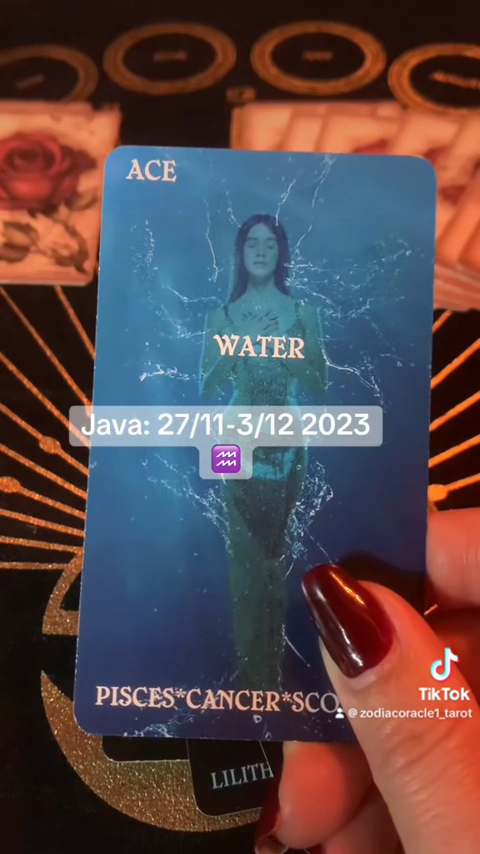 ACE
WATER
Java: 27/11-3/12 2023
♒
PISCES*CANCER*SCO
LILITH
TikTok
@zodiacoracle1_tarot